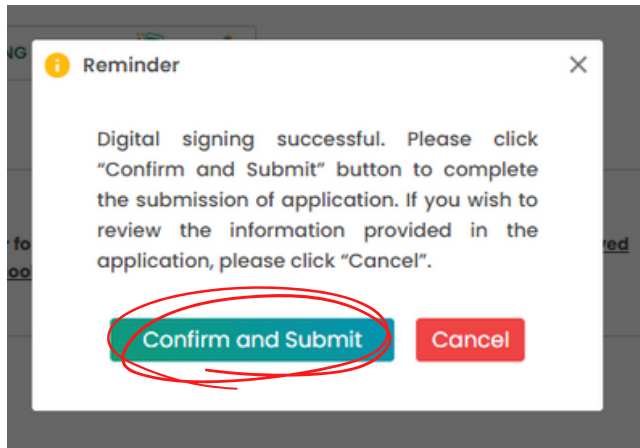 NG
Reminder
Digital signing successful. Please click
“Confirm and Submit” button to complete
the submission of application. If you wish to
review the information provided in the
application, please click “Cancel”.
Confirm and Submit Cancel